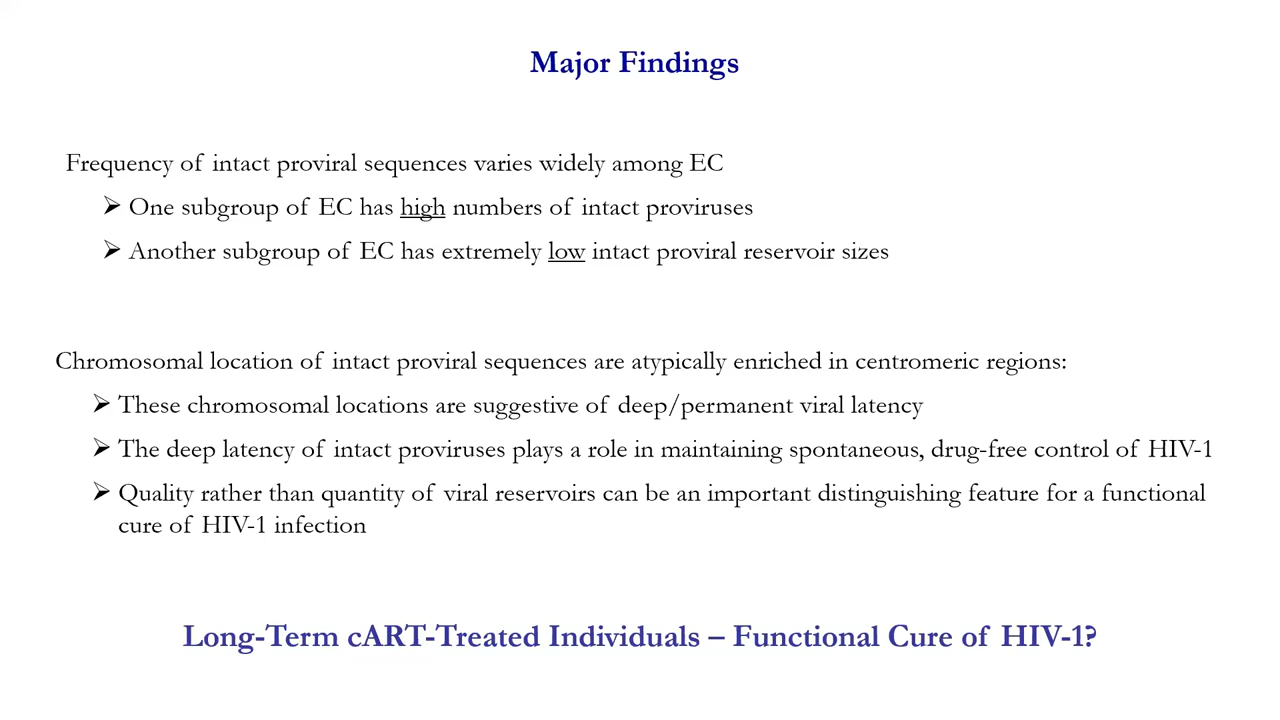 Major Findings
Frequency of intact proviral sequences varies widely among EC
➢ One subgroup of EC has high numbers of intact proviruses
➢ Another subgroup of EC has extremely low intact proviral reservoir sizes
Chromosomal location of intact proviral sequences are atypically enriched in centromeric regions:
➢ These chromosomal locations are suggestive of deep/permanent viral latency
➢ The deep latency of intact proviruses plays a role in maintaining spontaneous, drug-free control of HIV-1
➢ Quality rather than quantity of viral reservoirs can be an important distinguishing feature for a functional
cure of HIV-1 infection
Long-Term cART-Treated Individuals – Functional Cure of HIV-1?